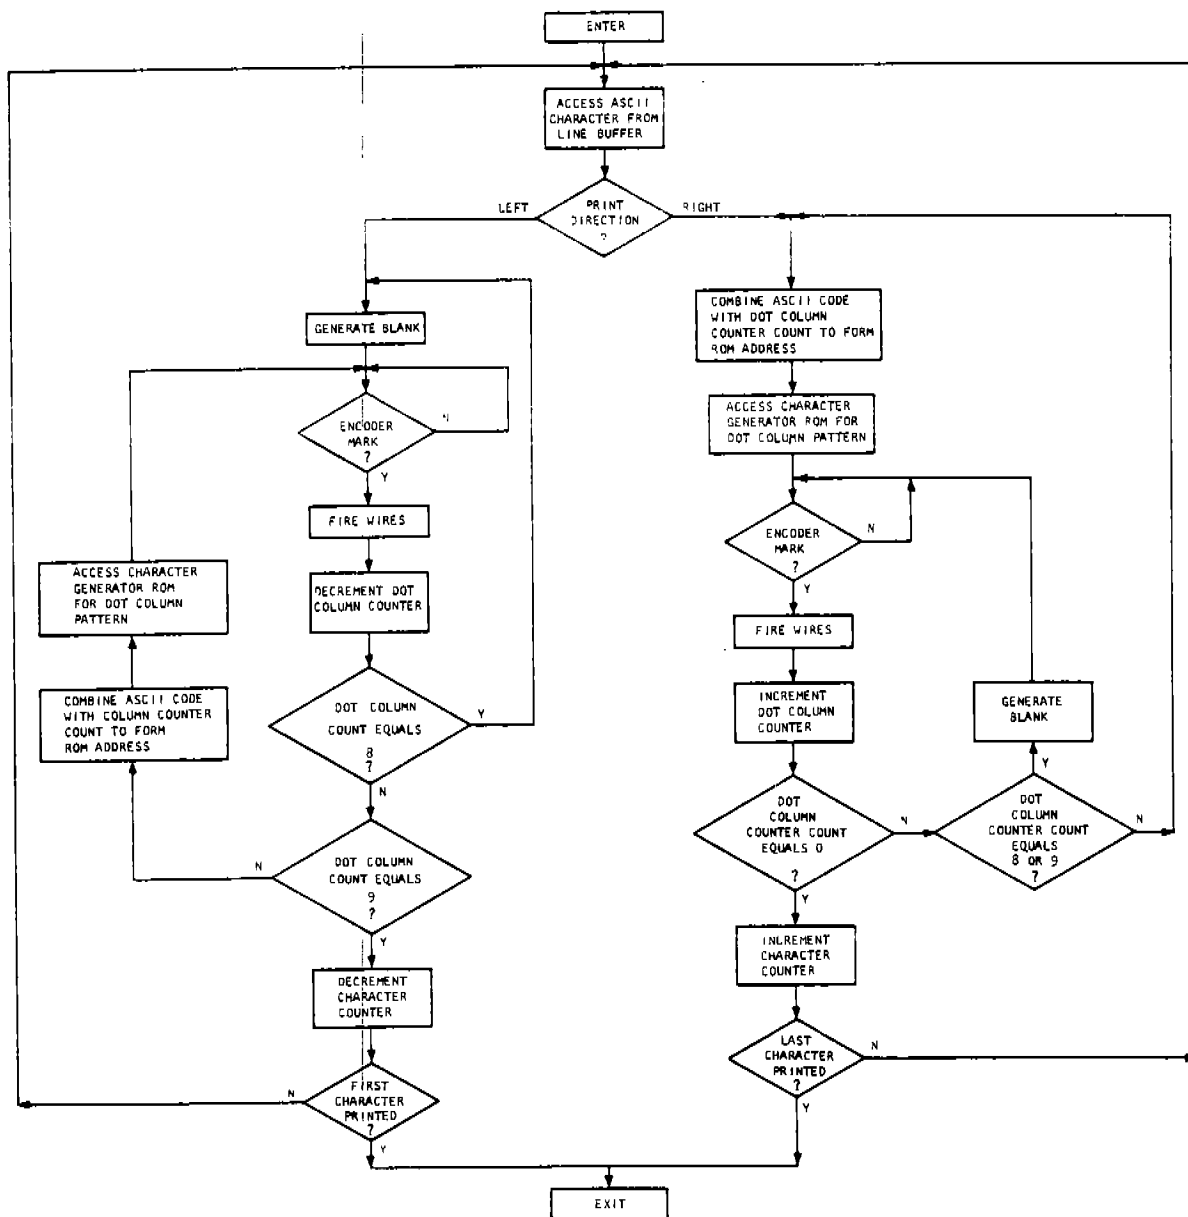 ENTER
ACCESS ASCII
CHARACTER FROM
LINE BUFFER
LEFT
PRINT
DIRECTION
?
RIGHT
GENERATE BLANK
ENCODER
MARK
?
N
Y
FIRE WIRES
DECREMENT DOT
COLUMN COUNTER
ACCESS CHARACTER
GENERATOR ROM
FOR DOT COLUMN
PATTERN
COMBINE ASCII CODE
WITH COLUMN COUNTER
COUNT TO FORM
ROM ADDRESS
DOT COLUMN
COUNT EQUALS
8
?
Y
N
DOT COLUMN
COUNT EQUALS
9
?
N
Y
DECREMENT
CHARACTER
COUNTER
FIRST
CHARACTER
PRINTED
?
N
Y
COMBINE ASCII CODE
WITH DOT COLUMN
COUNTER COUNT TO FORM
ROM ADDRESS
ACCESS CHARACTER
GENERATOR ROM FOR
DOT COLUMN PATTERN
ENCODER
MARK
?
N
Y
FIRE WIRES
INCREMENT
DOT COLUMN
COUNTER
GENERATE
BLANK
DOT
COLUMN
COUNTER COUNT
EQUALS 0
?
N
Y
DOT
COLUMN
COUNTER COUNT
EQUALS
8 OR 9
?
Y
N
INCREMENT
CHARACTER
COUNTER
LAST
CHARACTER
PRINTED
?
N
Y
EXIT